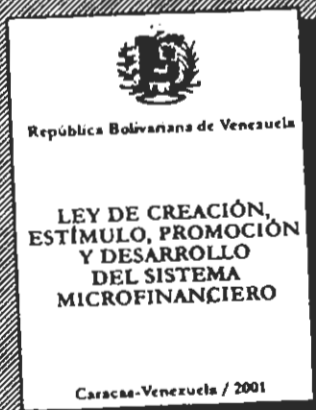 República Bolivariana de Venezuela
LEY DE CREACIÓN,
ESTÍMULO, PROMOCIÓN
Y DESARROLLO
DEL SISTEMA
MICROFINANCIERO
Caracas-Venezuela / 2001